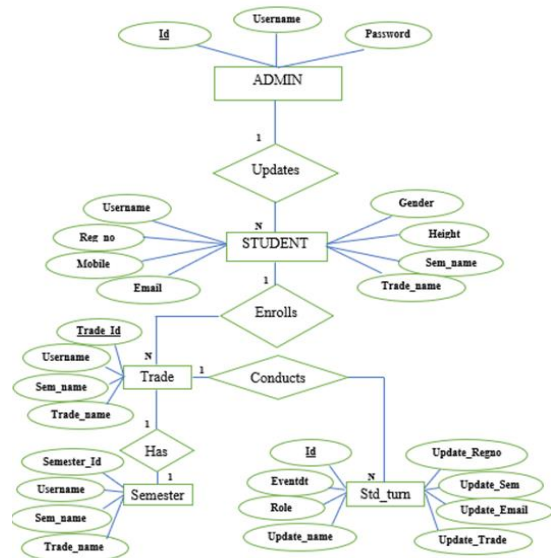 Username
Id
Password
ADMIN
1
Updates
Username
Gender
N
Reg_no
STUDENT
Height
Mobile
Sem_name
Email
1
Trade_name
Enrolls
Trade_Id
Username
N
Trade
1
Conducts
Sem_name
Trade_name
1
Has
Semester_Id
1
Id
Update_Regno
Username
Semester
Eventdt
N
Update_Sem
Sem_name
Role
Std_turn
Update_Email
Trade_name
Update_name
Update_Trade